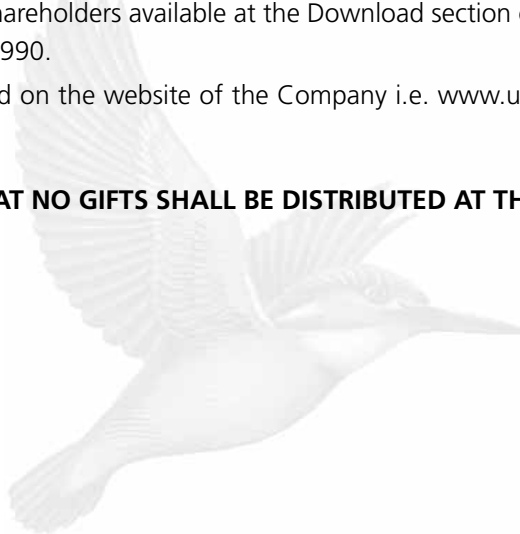 hareholders available at the Download section
990.
d on the website of the Company i.e. www.u
AT NO GIFTS SHALL BE DISTRIBUTED AT TH